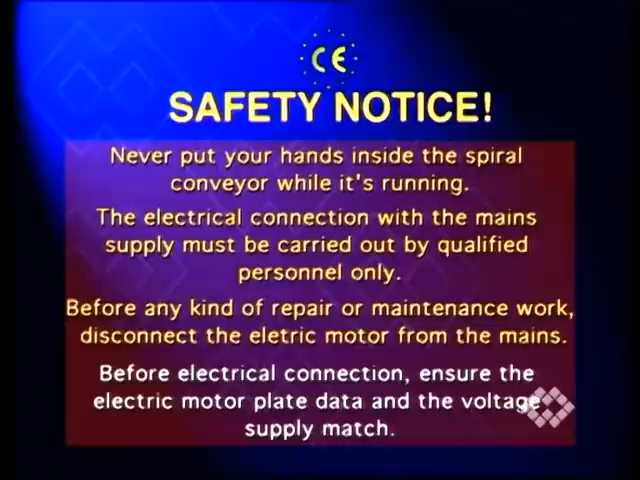 CE
SAFETY NOTICE!
Never put your hands inside the spiral
conveyor while it's running.
The electrical connection with the mains
supply must be carried out by qualified
personnel only.
Before any kind of repair or maintenance work,
disconnect the eletric motor from the mains.
Before electrical connection, ensure the
electric motor plate data and the voltage
supply match.